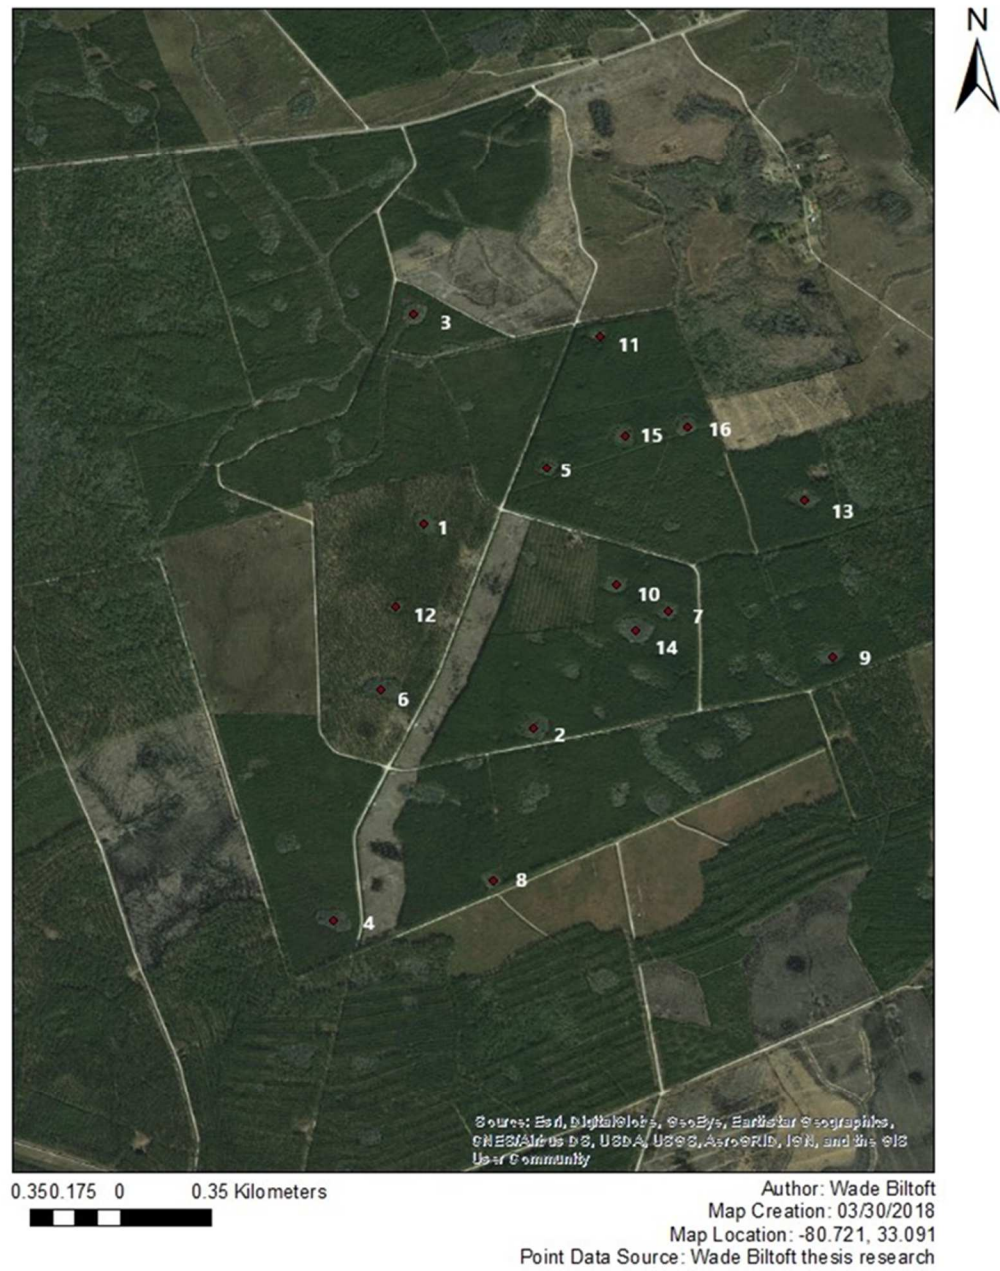 N
3
11
15
16
5
13
1
10
7
12
14
9
6
2
8
4
Source: Esri, DigitalGlobe, GeoEye, Earthstar Geographics,
CNES/Airbus DS, USDA, USGS, AeroGRID, IGN, and the GIS
User Community
0.350.175 0 0.35 Kilometers
Author: Wade Biltoft
Map Creation: 03/30/2018
Map Location: -80.721, 33.091
Point Data Source: Wade Biltoft thesis research